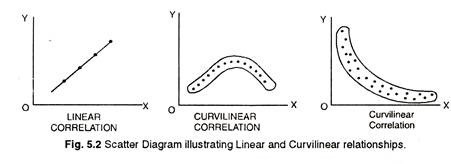 Y
Y
Y
O
X
O
X
O
X
LINEAR
CORRELATION
CURVILINEAR
CORRELATION
Curvilinear
Correlation
Fig. 5.2 Scatter Diagram illustrating Linear and Curvilinear relationships.